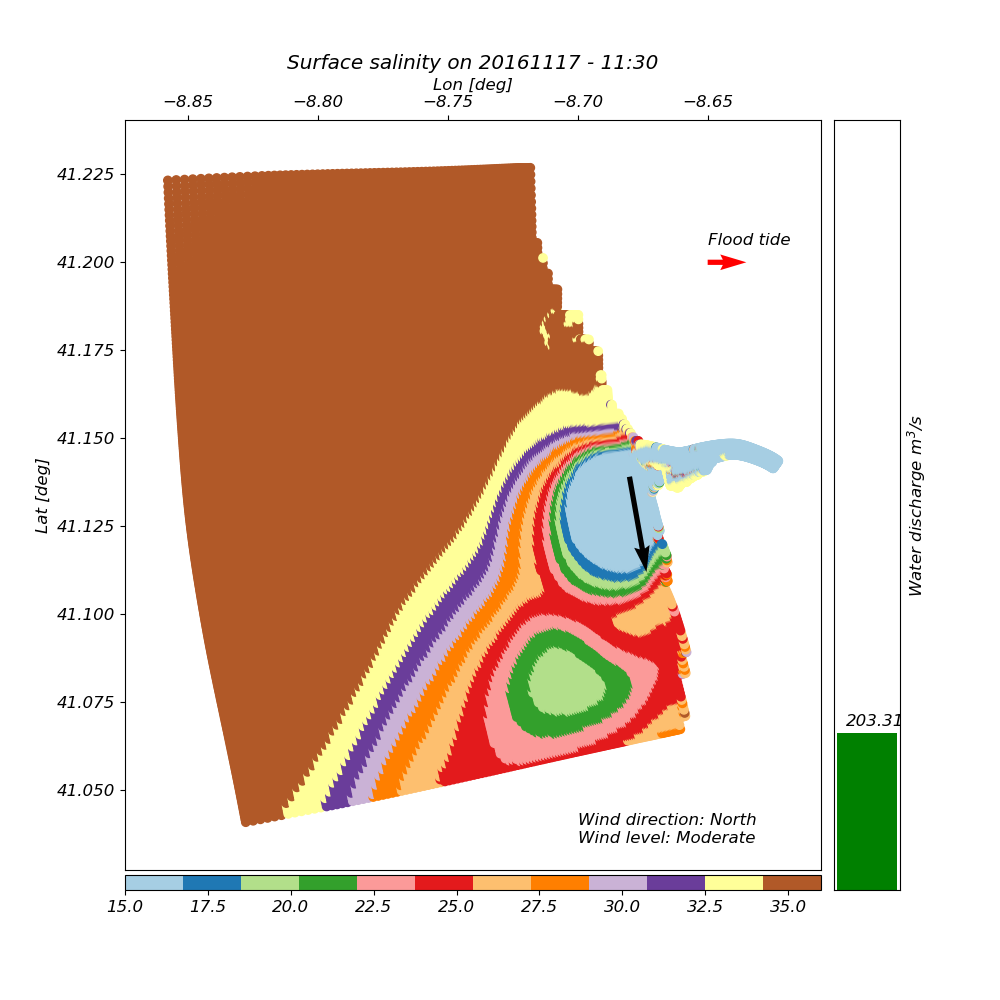 Surface salinity on 20161117 - 11:30
Lon [deg]
−8.85 −8.80 −8.75 −8.70 −8.65
41.225
41.200
41.175
41.150
41.125
41.100
41.075
41.050
Lat [deg]
Flood tide
Wind direction: North
Wind level: Moderate
15.0 17.5 20.0 22.5 25.0 27.5 30.0 32.5 35.0
203.31
Water discharge m³/s